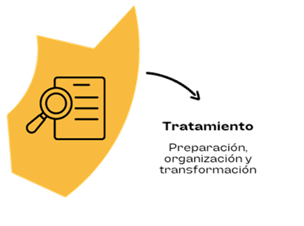 Tratamiento
Preparación,
organización y
transformación